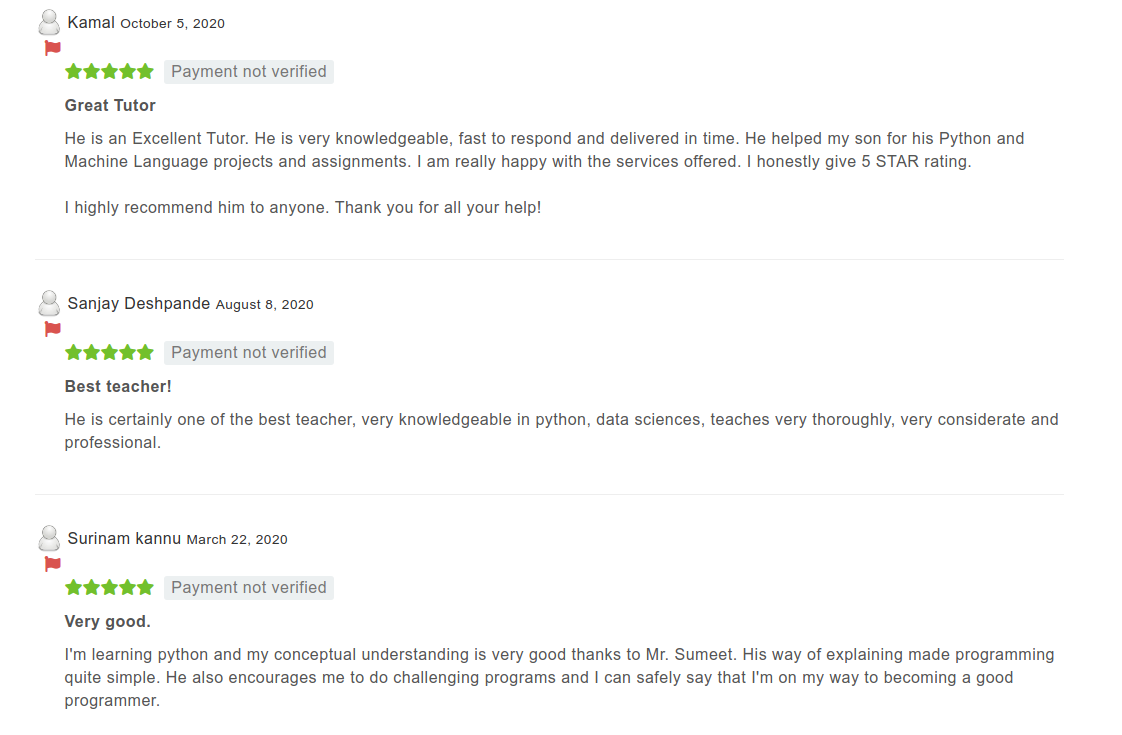 Kamal October 5, 2020
Payment not verified
Great Tutor
He is an Excellent Tutor. He is very knowledgeable, fast to respond and delivered in time. He helped my son for his Python and
Machine Language projects and assignments. I am really happy with the services offered. I honestly give 5 STAR rating.
I highly recommend him to anyone. Thank you for all your help!
Sanjay Deshpande August 8, 2020
Payment not verified
Best teacher!
He is certainly one of the best teacher, very knowledgeable in python, data sciences, teaches very thoroughly, very considerate and
professional.
Surinam kannu March 22, 2020
Payment not verified
Very good.
I'm learning python and my conceptual understanding is very good thanks to Mr. Sumeet. His way of explaining made programming
quite simple. He also encourages me to do challenging programs and I can safely say that I'm on my way to becoming a good
programmer.